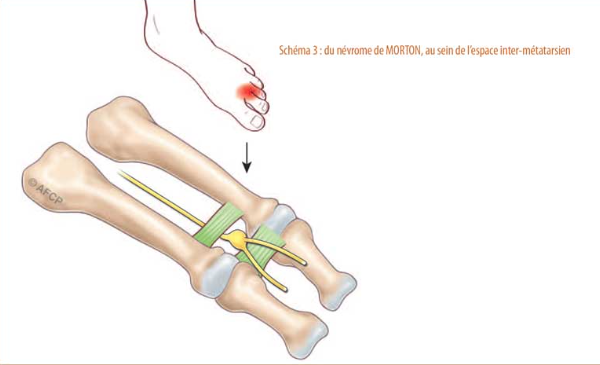 Schéma 3 : du névrome de MORTON, au sein de l'espace inter-métatarsien
© AFCP